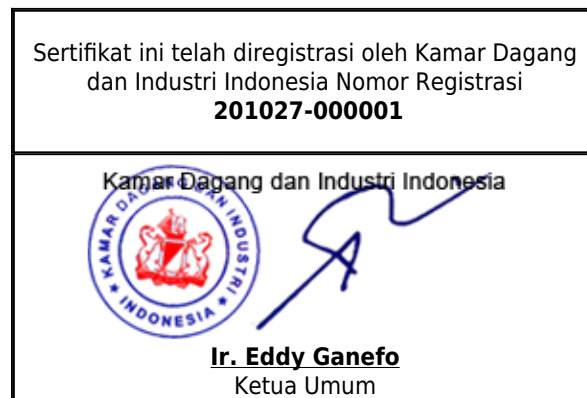 Sertifikat ini telah diregistrasi oleh Kamar Dagang
dan Industri Indonesia Nomor Registrasi
201027-000001
Kamar Dagang dan Industri Indonesia
KAMAR DAGANG DAN INDUSTRI
INDONESIA
Ir. Eddy Ganefo
Ketua Umum